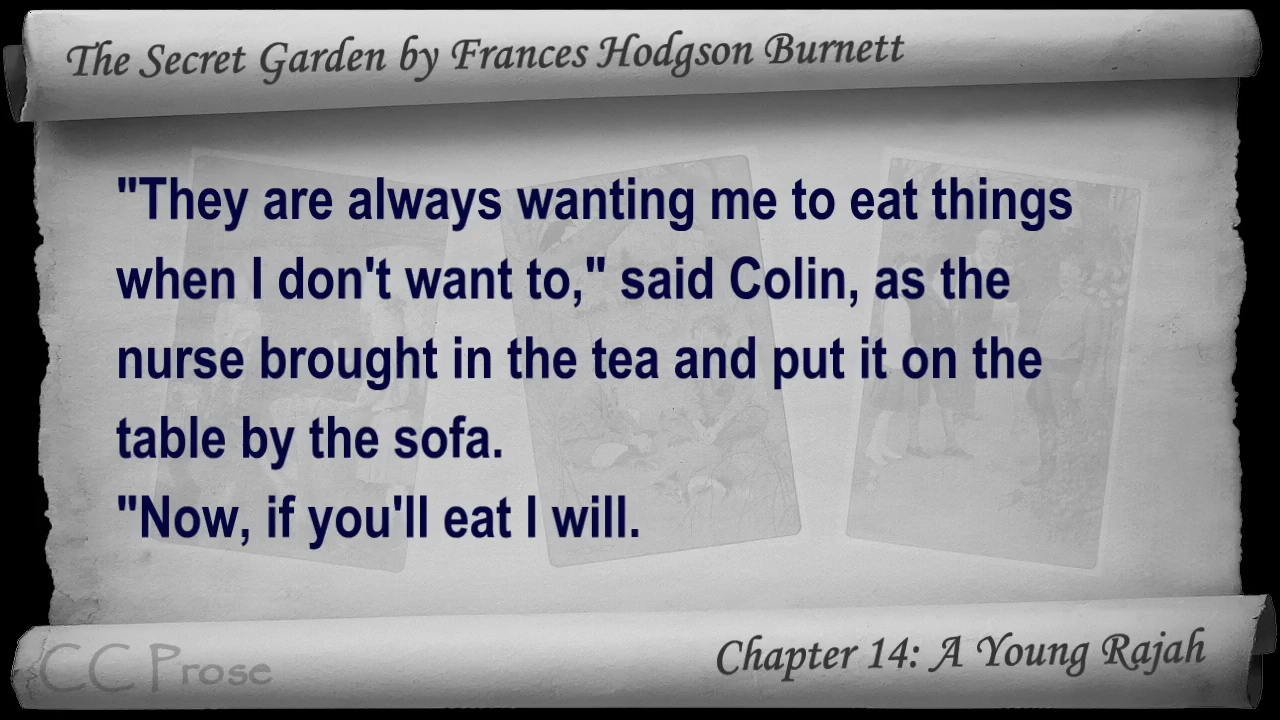 The Secret Garden by Frances Hodgson Burnett
"They are always wanting me to eat things
when I don't want to," said Colin, as the
nurse brought in the tea and put it on the
table by the sofa.
"Now, if you'll eat I will.
CC Prose
Chapter 14: A Young Rajah